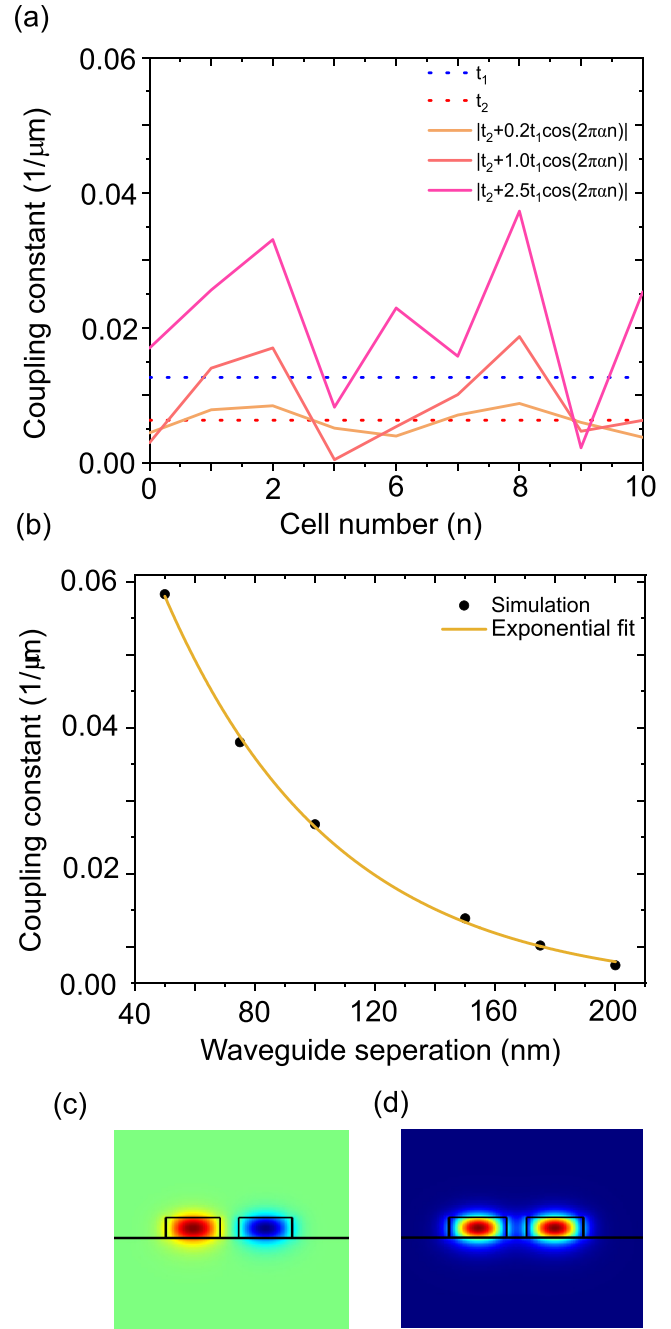 (a)
Coupling constant (1/μm)
0.06
0.04
0.02
0.00
t₁
t₂
|t₂+0.2t₁cos(2παn)|
|t₂+1.0t₁cos(2παn)|
|t₂+2.5t₁cos(2παn)|
0 2 4 6 8 10
Cell number (n)
(b)
Coupling constant (1/μm)
0.06
0.04
0.02
0.00
Simulation
Exponential fit
40 80 120 160 200
Waveguide seperation (nm)
(c) (d)